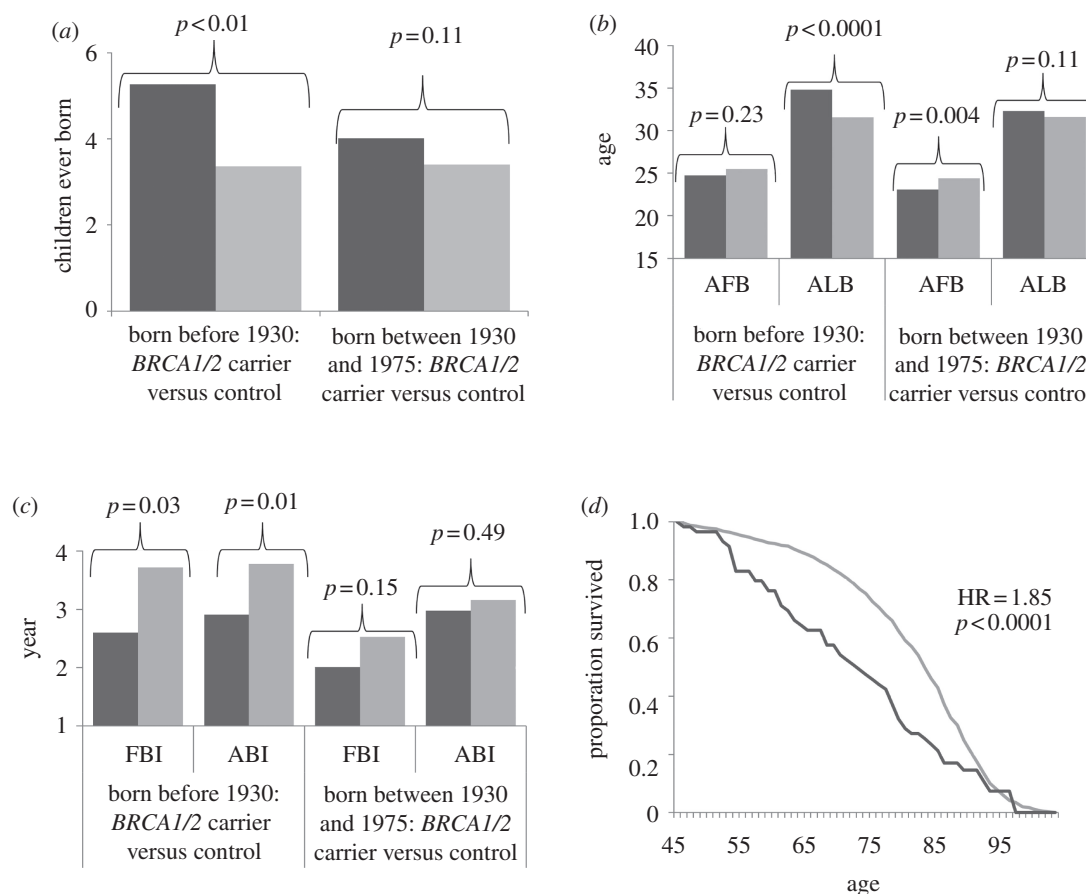 (a)
p<0.01
p=0.11
children ever born
6
4
2
0
born before 1930:
BRCA1/2 carrier
versus control
born between 1930
and 1975: BRCA1/2
carrier versus control
(b)
p<0.0001
p=0.11
p=0.23
p=0.004
age
40
35
30
25
20
15
AFB
ALB
AFB
ALB
born before 1930:
BRCA1/2 carrier
versus control
born between 1930
and 1975: BRCA1/2
carrier versus contro
(c)
p=0.03
p=0.01
p=0.15
p=0.49
year
4
3
2
1
FBI
ABI
FBI
ABI
born before 1930:
BRCA1/2 carrier
versus control
born between 1930
and 1975: BRCA1/2
carrier versus control
(d)
HR=1.85
p<0.0001
proporation survived
1.0
0.8
0.6
0.4
0.2
0
45
55
65
75
85
95
age